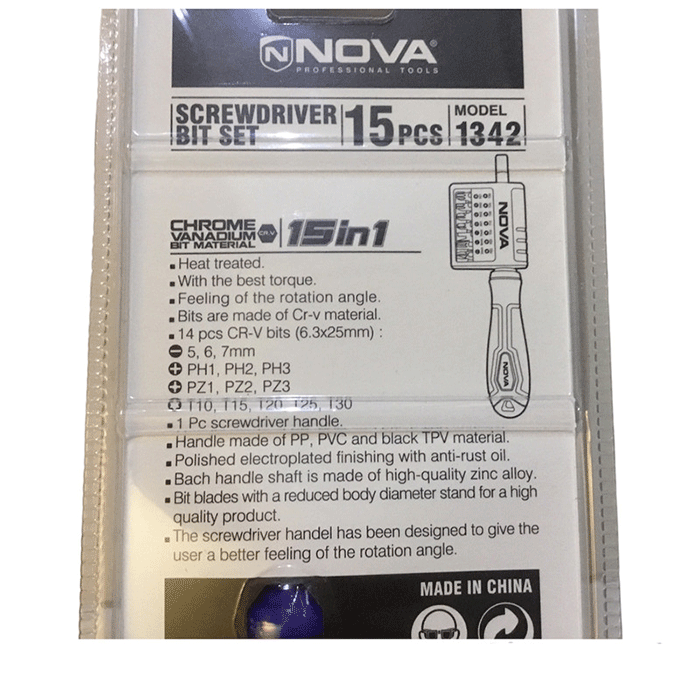 N NOVA®
PROFESSIONAL TOOLS
SCREWDRIVER
BIT SET
15 PCS
MODEL
1342
CHROME
VANADIUM
BIT MATERIAL
CR-V
15in1
NOVA
NOVA
▪ Heat treated.
▪ With the best torque.
▪ Feeling of the rotation angle.
▪ Bits are made of Cr-v material.
▪ 14 pcs CR-V bits (6.3x25mm) :
5, 6, 7mm
PH1, PH2, PH3
PZ1, PZ2, PZ3
T10, T15, T20 T25, T30
▪ 1 Pc screwdriver handle.
▪ Handle made of PP, PVC and black TPV material.
▪ Polished electroplated finishing with anti-rust oil.
▪ Bach handle shaft is made of high-quality zinc alloy.
▪ Bit blades with a reduced body diameter stand for a high
quality product.
▪ The screwdriver handel has been designed to give the
user a better feeling of the rotation angle.
MADE IN CHINA